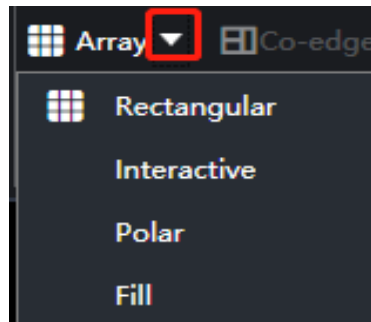 Array Co-edge
Rectangular
Interactive
Polar
Fill